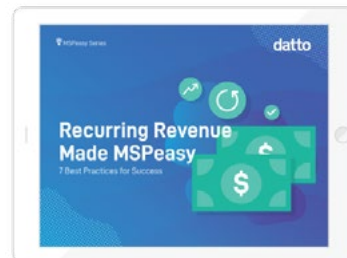 MSPeasy Series
datto
Recurring Revenue
Made MSPeasy
7 Best Practices for Success
$
$